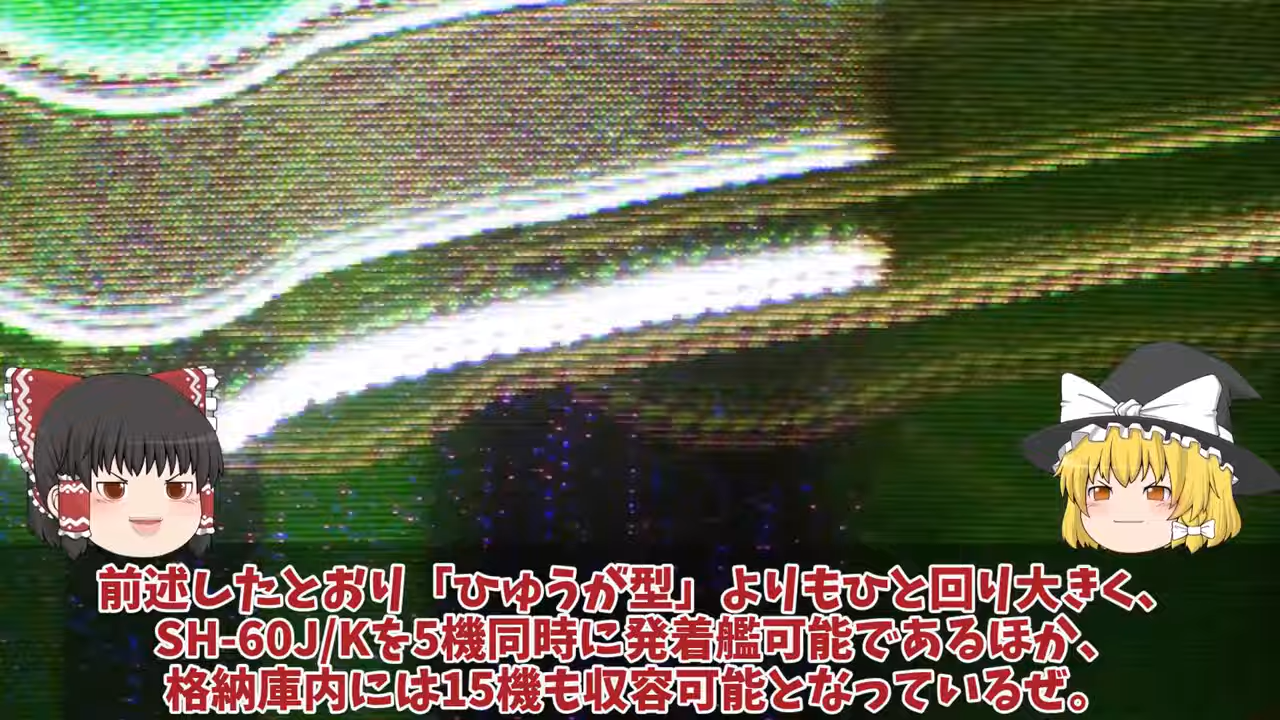 前述したとおり「ひゅうが型」よりもひと回り大きく、
SH-60J/Kを5機同時に発着艦可能であるほか、
格納庫内には15機も収容可能となっているぜ。